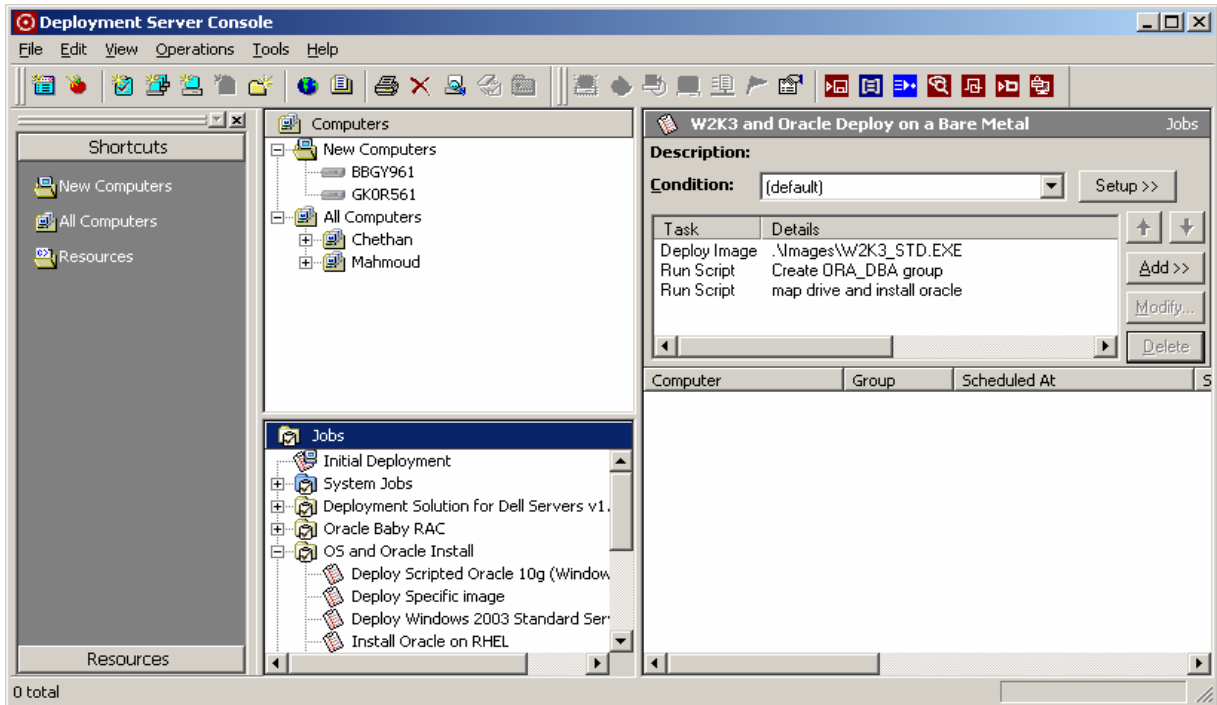 Deployment Server Console
File Edit View Operations Tools Help
Shortcuts
New Computers
All Computers
Resources
Resources
Computers
New Computers
BBGY961
GK0R561
All Computers
Chethan
Mahmoud
Jobs
Initial Deployment
System Jobs
Deployment Solution for Dell Servers v1.
Oracle Baby RAC
OS and Oracle Install
Deploy Scripted Oracle 10g (Window
Deploy Specific image
Deploy Windows 2003 Standard Ser
Install Oracle on RHEL
W2K3 and Oracle Deploy on a Bare Metal Jobs
Description:
Condition: (default) Setup >>
Task Details
Deploy Image .\Images\W2K3_STD.EXE
Run Script Create ORA_DBA group
Run Script map drive and install oracle
Add >>
Modify...
Delete
Computer Group Scheduled At S
0 total